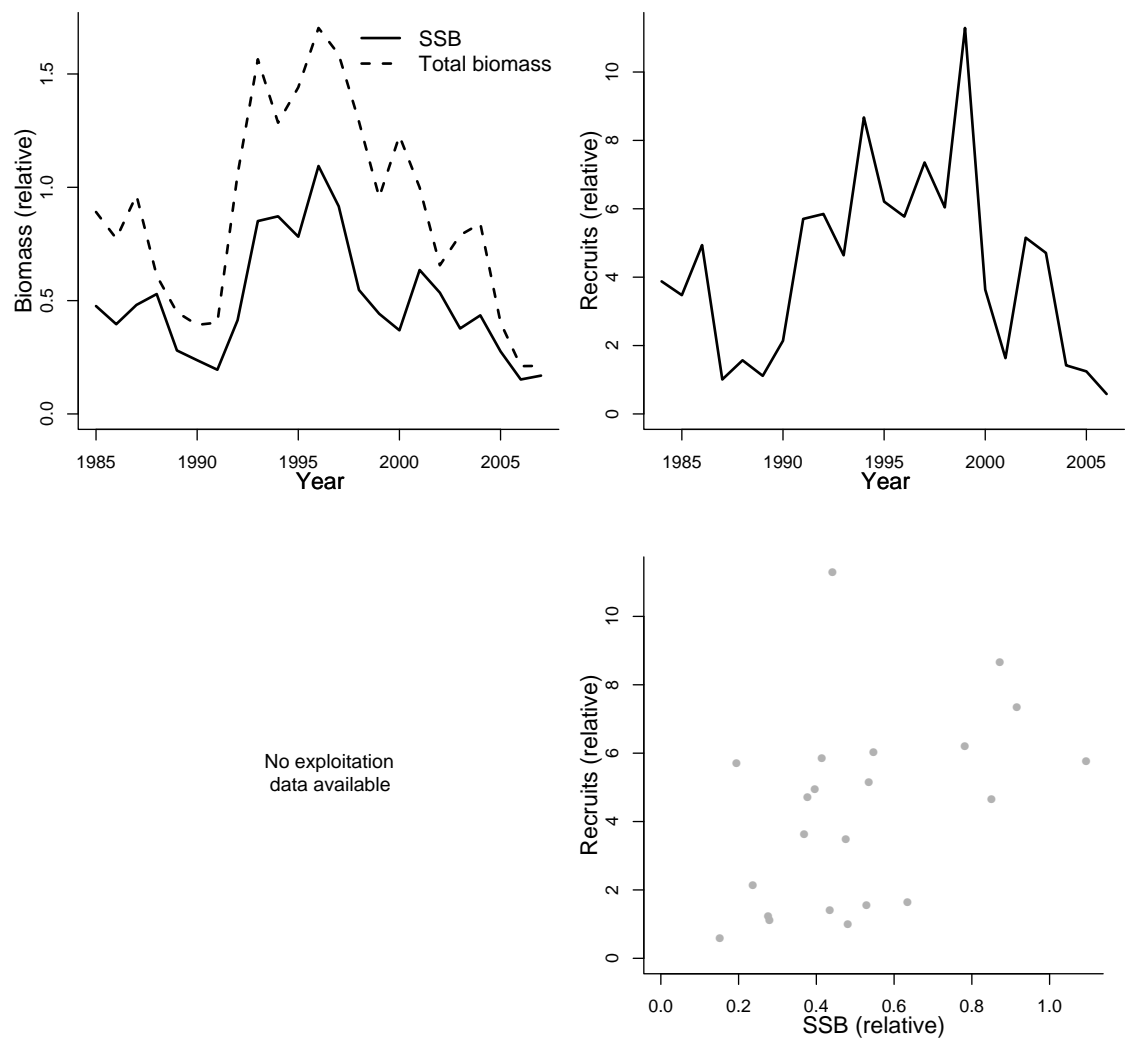 Biomass (relative)
1.5
1.0
0.5
0.0
SSB
Total biomass
1985 1990 1995 2000 2005
Year
Recruits (relative)
10
8
6
4
2
0
1985 1990 1995 2000 2005
Year
No exploitation
data available
Recruits (relative)
10
8
6
4
2
0
0.0 0.2 0.4 0.6 0.8 1.0
SSB (relative)